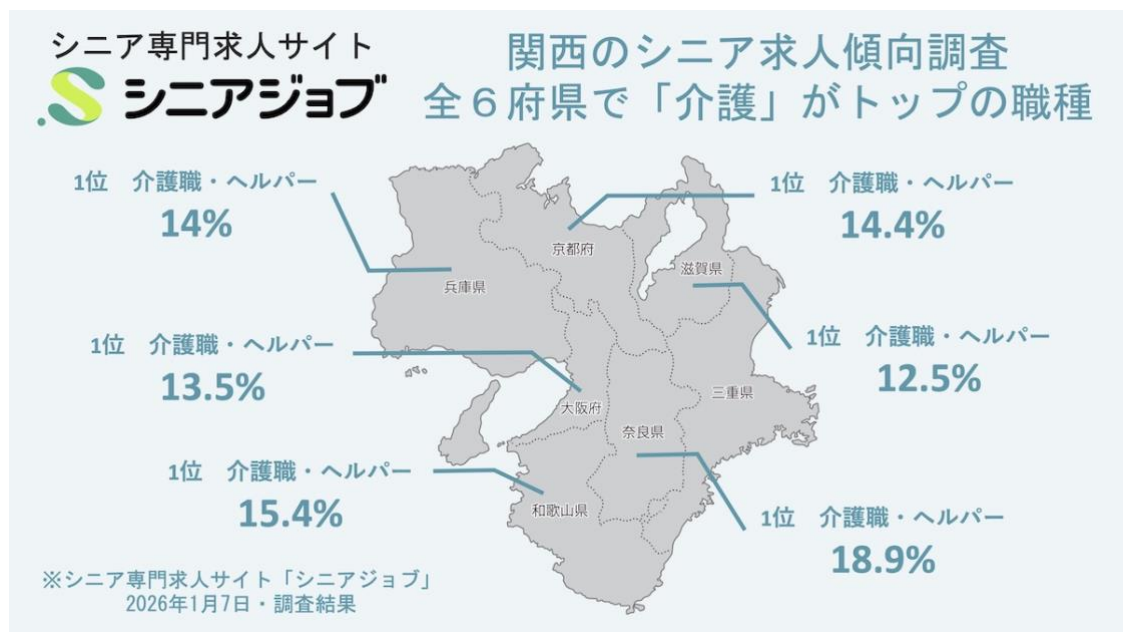 シニア専門求人サイト
シニアジョブ
関西のシニア求人傾向調査
全６府県で「介護」がトップの職種
1位　介護職・ヘルパー
14%
1位　介護職・ヘルパー
14.4%
京都府
滋賀県
兵庫県
1位　介護職・ヘルパー
13.5%
1位　介護職・ヘルパー
12.5%
三重県
大阪府
奈良県
1位　介護職・ヘルパー
15.4%
和歌山県
1位　介護職・ヘルパー
18.9%
※シニア専門求人サイト「シニアジョブ」
2026年1月7日・調査結果